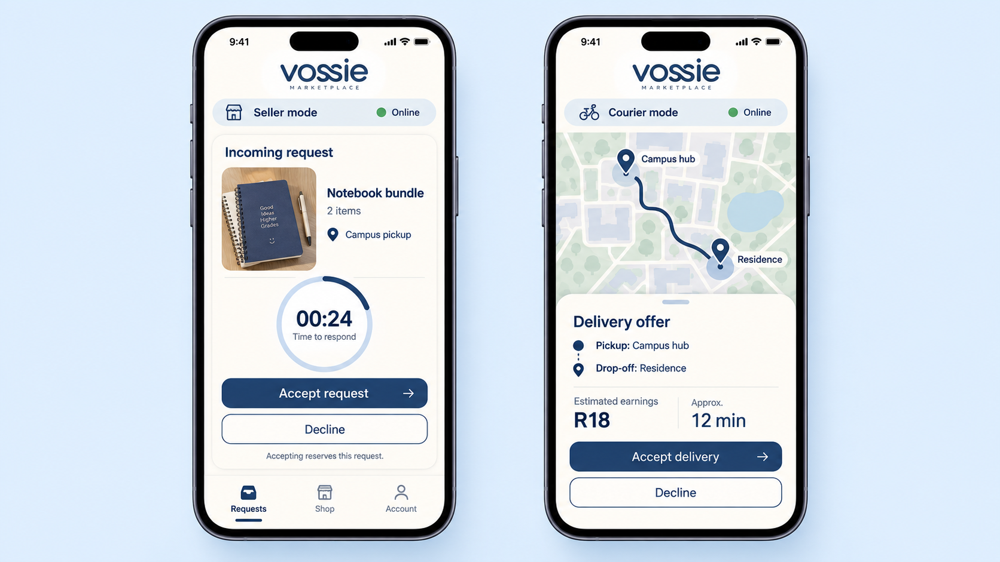 9:41
vossie
MARKETPLACE
Seller mode
Online
Incoming request
Good
Ideas
Higher
Grades
Notebook bundle
2 items
Campus pickup
00:24
Time to respond
Accept request
Decline
Accepting reserves this request.
Requests
Shop
Account
9:41
vossie
MARKETPLACE
Courier mode
Online
Campus hub
Residence
Delivery offer
Pickup: Campus hub
Drop-off: Residence
Estimated earnings
R18
Approx.
12 min
Accept delivery
Decline